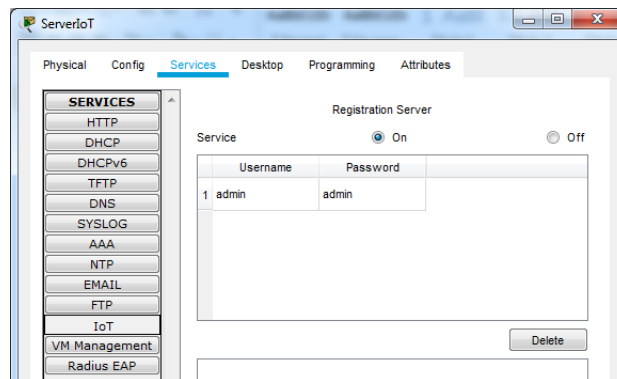 ServerIoT
Physical Config Services Desktop Programming Attributes
SERVICES
HTTP
DHCP
DHCPv6
TFTP
DNS
SYSLOG
AAA
NTP
EMAIL
FTP
IoT
VM Management
Radius EAP
Registration Server
Service On Off
Username Password
1 admin admin
Delete